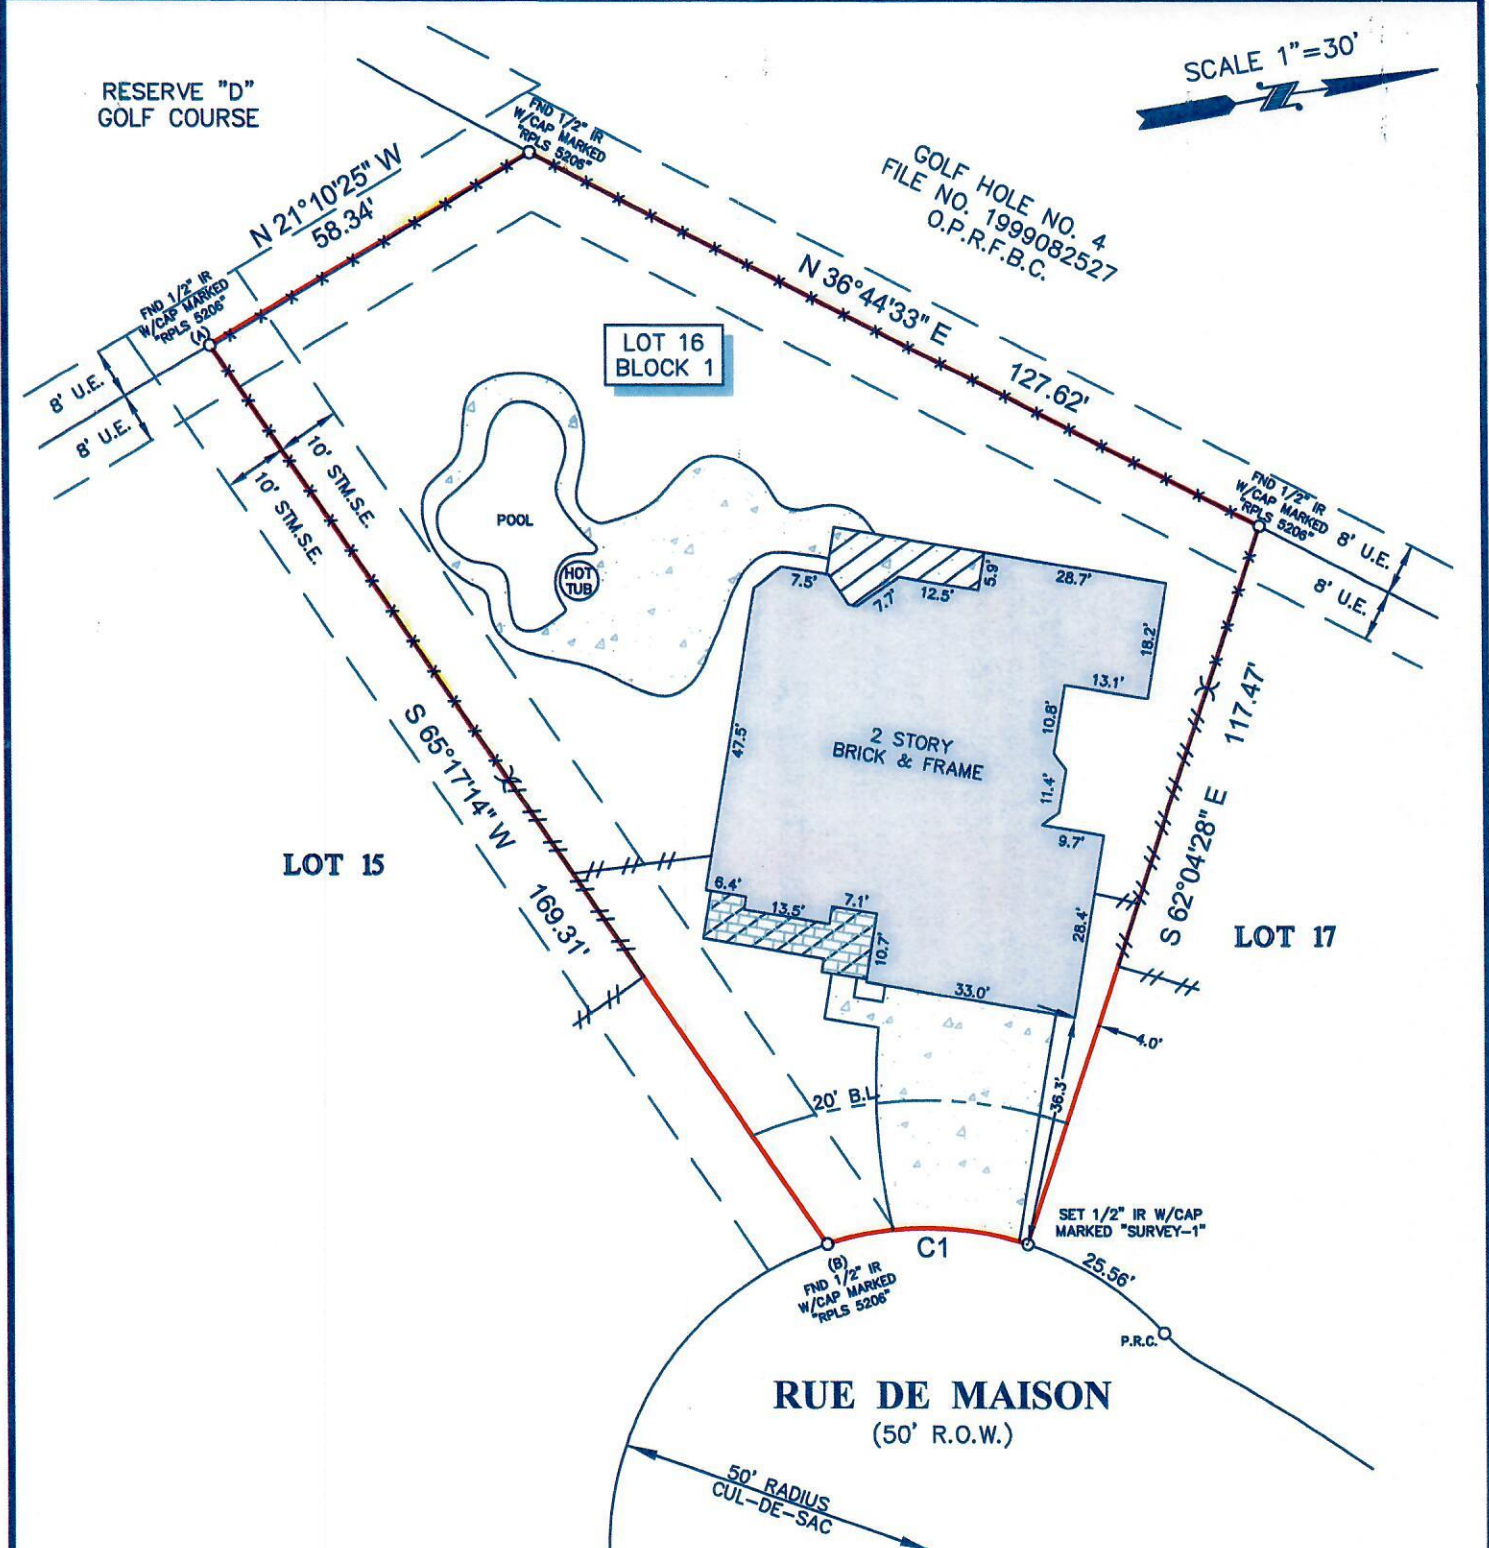 RESERVE "D"
GOLF COURSE
SCALE 1"=30'
FND 1/2" IR
W/CAP MARKED
"RPLS 5206"
N 21°10'25" W
58.34'
GOLF HOLE NO. 4
FILE NO. 1999082527
O.P.R.F.B.C.
N 36°44'33" E
127.62'
FND 1/2" IR
W/CAP MARKED
"RPLS 5206"
(A)
LOT 16
BLOCK 1
8' U.E.
8' U.E.
10' STM.S.E.
10' STM.S.E.
POOL
HOT
TUB
FND 1/2" IR
W/CAP MARKED
"RPLS 5206"
8' U.E.
8' U.E.
7.5'
7.7'
12.5'
5.9'
28.7'
18.2'
13.1'
10.8'
11.4'
9.7'
47.5'
2 STORY
BRICK & FRAME
S 65°17'14" W
169.31'
117.47'
S 62°04'28" E
LOT 15
LOT 17
6.4'
13.5'
7.1'
10.7'
28.4'
33.0'
4.0'
36.3'
20' B.L.
SET 1/2" IR W/CAP
MARKED "SURVEY-1"
C1
(B)
FND 1/2" IR
W/CAP MARKED
"RPLS 5206"
25.56'
P.R.C.
RUE DE MAISON
(50' R.O.W.)
50' RADIUS
CUL-DE-SAC